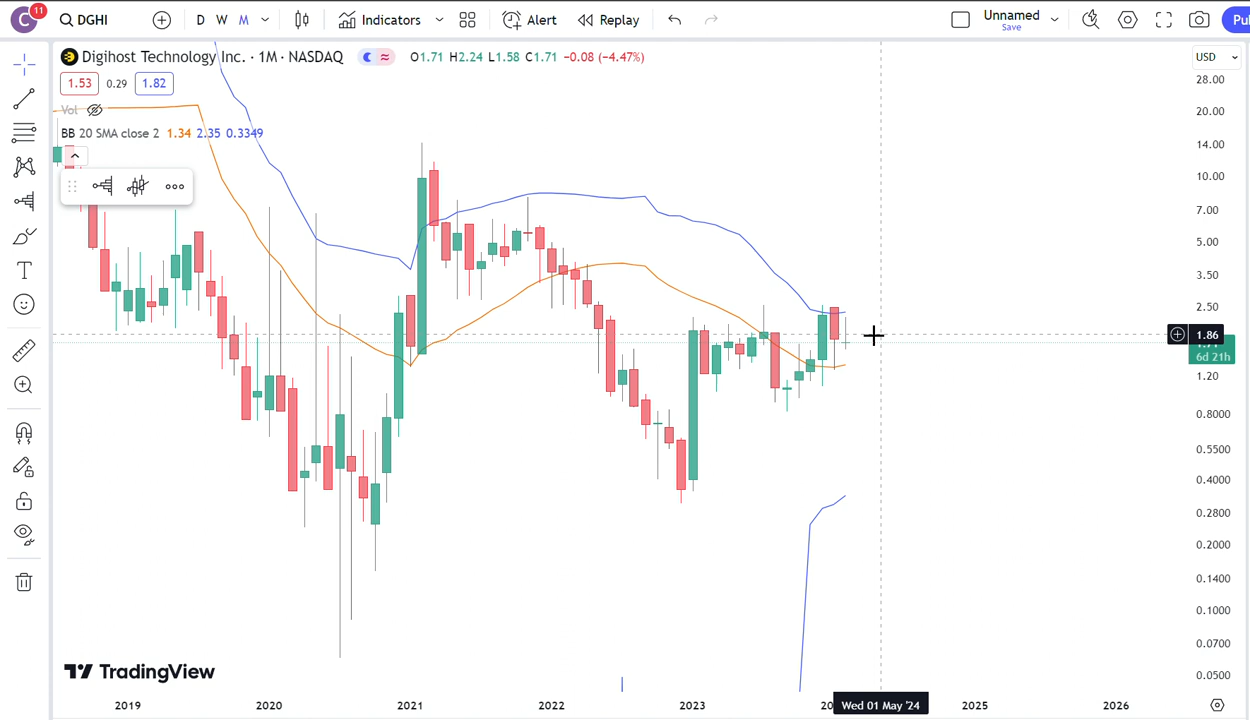 C 11 DGHI D W M Indicators Alert Replay Unnamed Save Pu
Digihost Technology Inc. · 1M · NASDAQ O1.71 H2.24 L1.58 C1.71 −0.08 (−4.47%)
1.53 0.29 1.82
Vol
BB 20 SMA close 2 1.34 2.35 0.3349
USD
28.00
20.00
14.00
10.00
7.00
5.00
3.50
2.50
1.86
6d 21h
1.20
0.8000
0.5500
0.4000
0.2800
0.2000
0.1400
0.1000
0.0700
0.0500
TradingView
2019 2020 2021 2022 2023 20 Wed 01 May '24 2025 2026